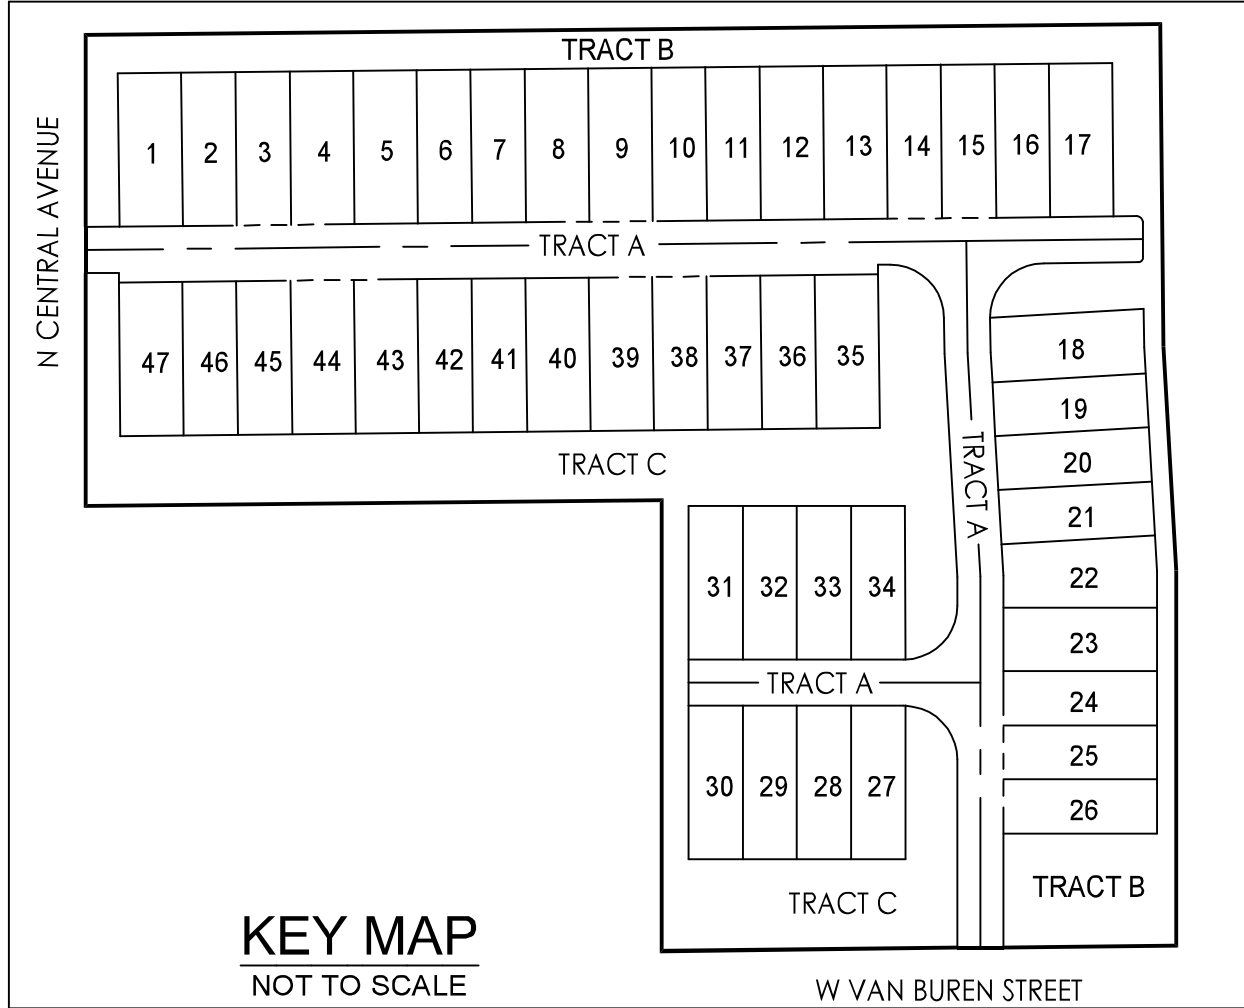 TRACT B
N CENTRAL AVENUE
1 2 3 4 5 6 7 8 9 10 11 12 13 14 15 16 17
TRACT A
47 46 45 44 43 42 41 40 39 38 37 36 35
18
19
20
21
22
23
24
25
26
TRACT C
TRACT A
31 32 33 34
TRACT A
30 29 28 27
TRACT C
TRACT B
KEY MAP
NOT TO SCALE
W VAN BUREN STREET